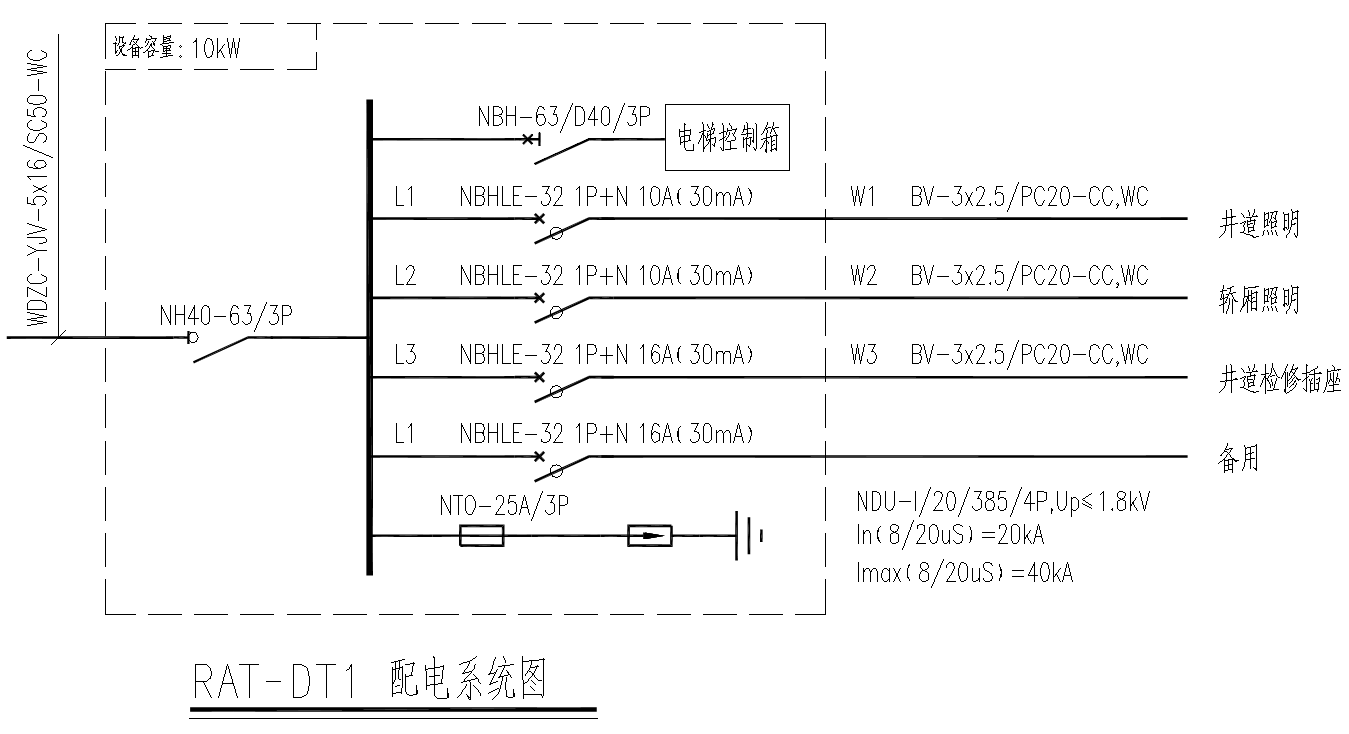 设备容量: 10kW
WDZC-YJV-5x16/SC50-WC
NH40-63/3P
NBH-63/D40/3P
电梯控制箱
L1 NBHLE-32 1P+N 10A(30mA) W1 BV-3x2.5/PC20-CC,WC 井道照明
L2 NBHLE-32 1P+N 10A(30mA) W2 BV-3x2.5/PC20-CC,WC 轿厢照明
L3 NBHLE-32 1P+N 16A(30mA) W3 BV-3x2.5/PC20-CC,WC 井道检修插座
L1 NBHLE-32 1P+N 16A(30mA) 备用
NTO-25A/3P
NDU-I/20/385/4P,Up≤1.8kV
In(8/20uS)=20kA
Imax(8/20uS)=40kA
RAT-DT1 配电系统图